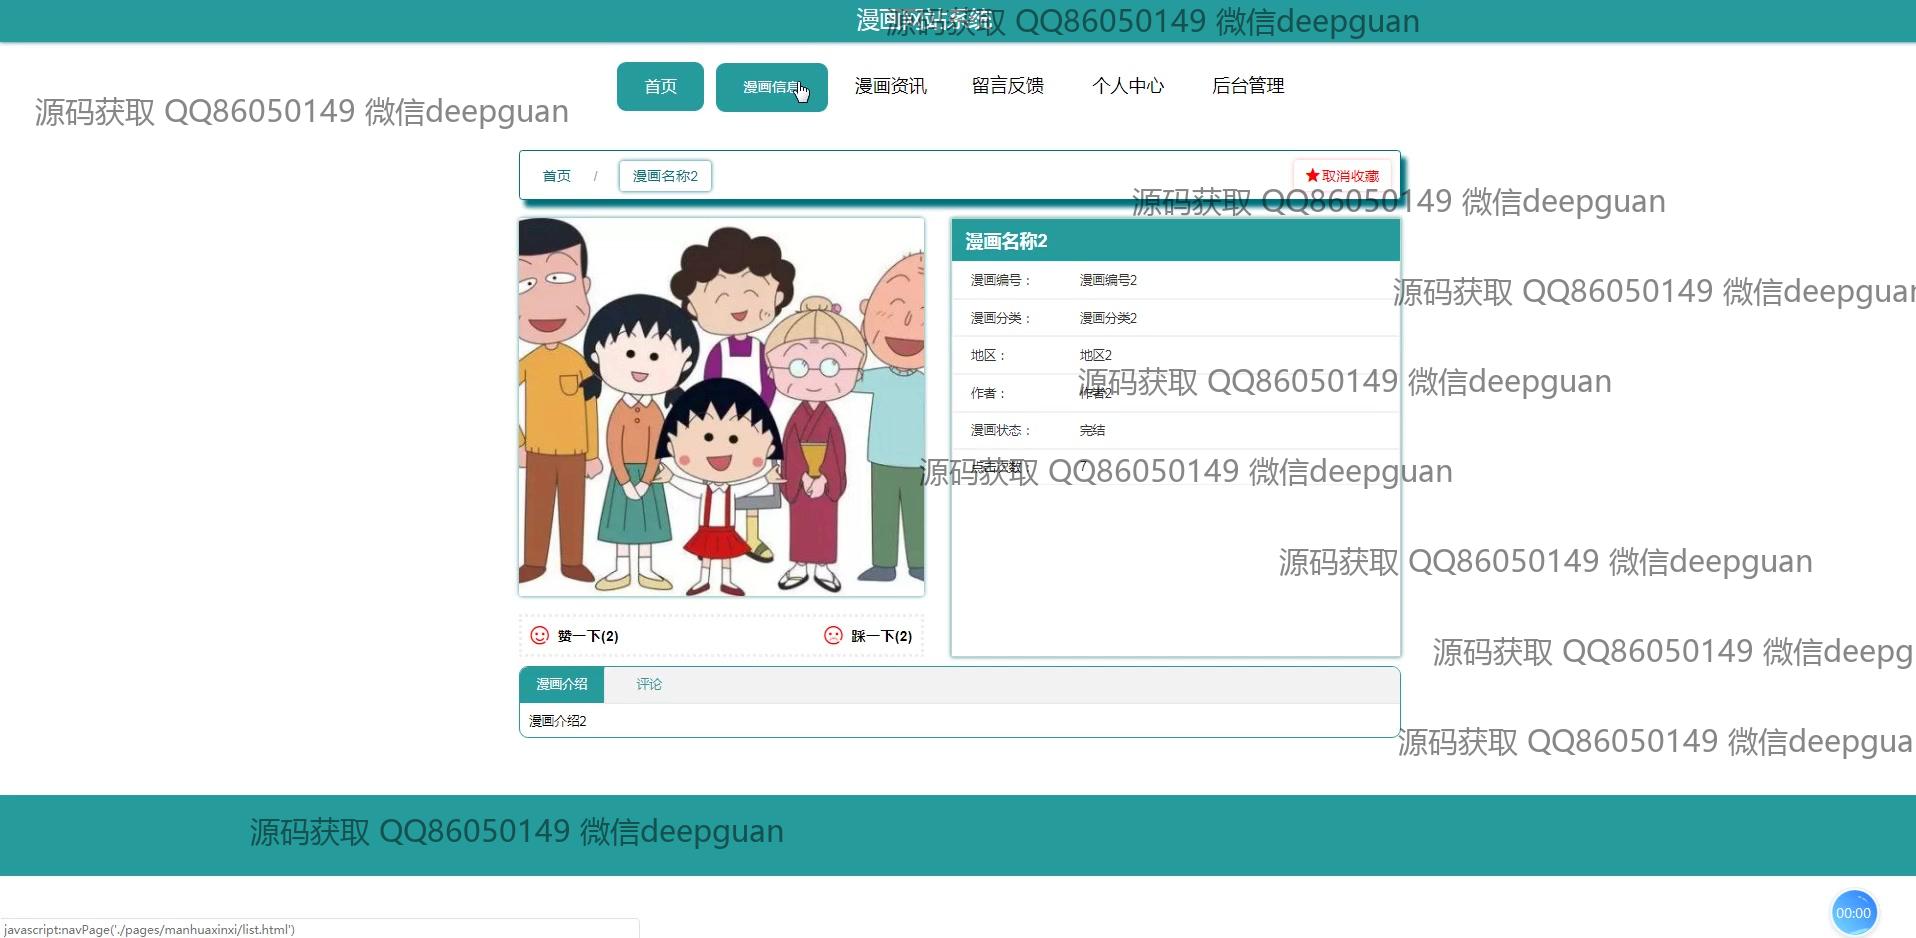 漫画网站系统
源码获取 QQ86050149 微信deepguan
首页 漫画信息 漫画资讯 留言反馈 个人中心 后台管理
源码获取 QQ86050149 微信deepguan
首页 / 漫画名称2 ★取消收藏
源码获取 QQ86050149 微信deepguan
漫画名称2
漫画编号： 漫画编号2
源码获取 QQ86050149 微信deepguan
漫画分类： 漫画分类2
地区： 地区2
源码获取 QQ86050149 微信deepguan
作者： 作者2
漫画状态： 完结
点击次数： 7
源码获取 QQ86050149 微信deepguan
源码获取 QQ86050149 微信deepguan
赞一下(2) 踩一下(2)
源码获取 QQ86050149 微信deepg
漫画介绍 评论
漫画介绍2
源码获取 QQ86050149 微信deepgua
源码获取 QQ86050149 微信deepguan
00:00
javascript:navPage('./pages/manhuaxinxi/list.html')